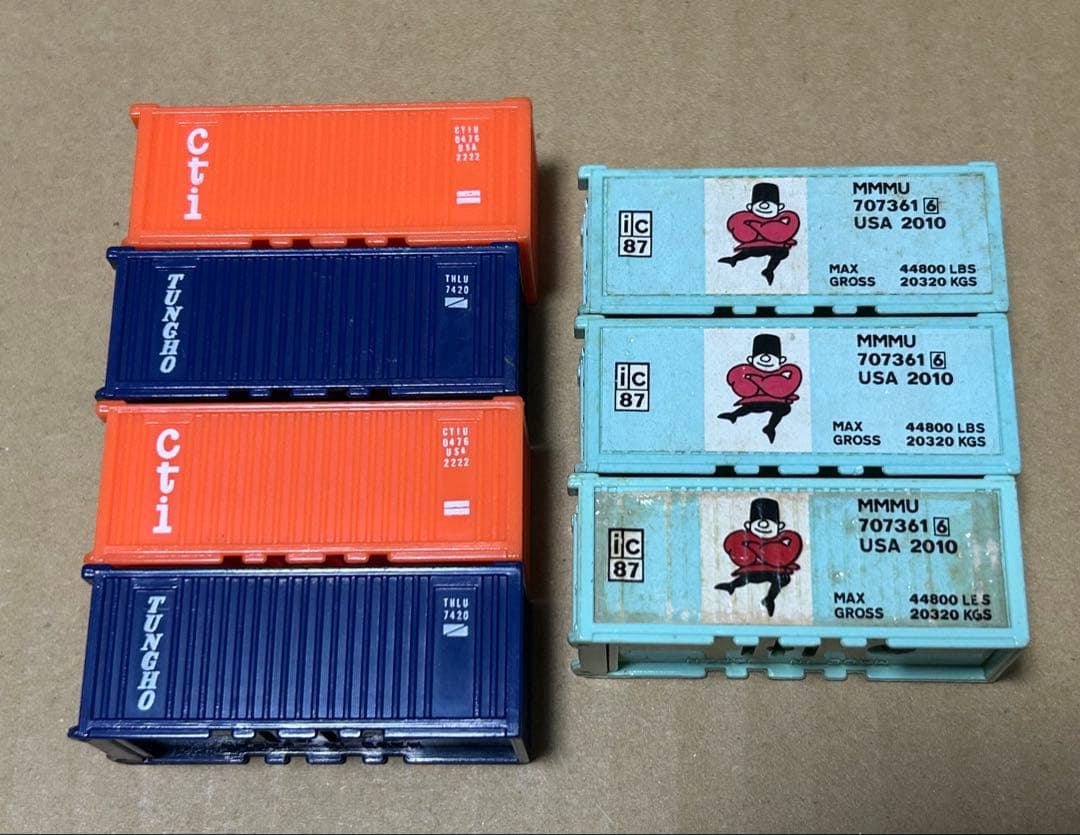 Cti
CTIU
0476
USA
2222
TUNGHO
THLU
7420
Cti
CTIU
0476
USA
2222
TUNGHO
THLU
7420
iC
87
MMMU
707361 6
USA 2010
MAX 44800 LBS
GROSS 20320 KGS
iC
87
MMMU
707361 6
USA 2010
MAX 44800 LBS
GROSS 20320 KGS
iC
87
MMMU
707361 6
USA 2010
MAX 44800 LBS
GROSS 20320 KGS